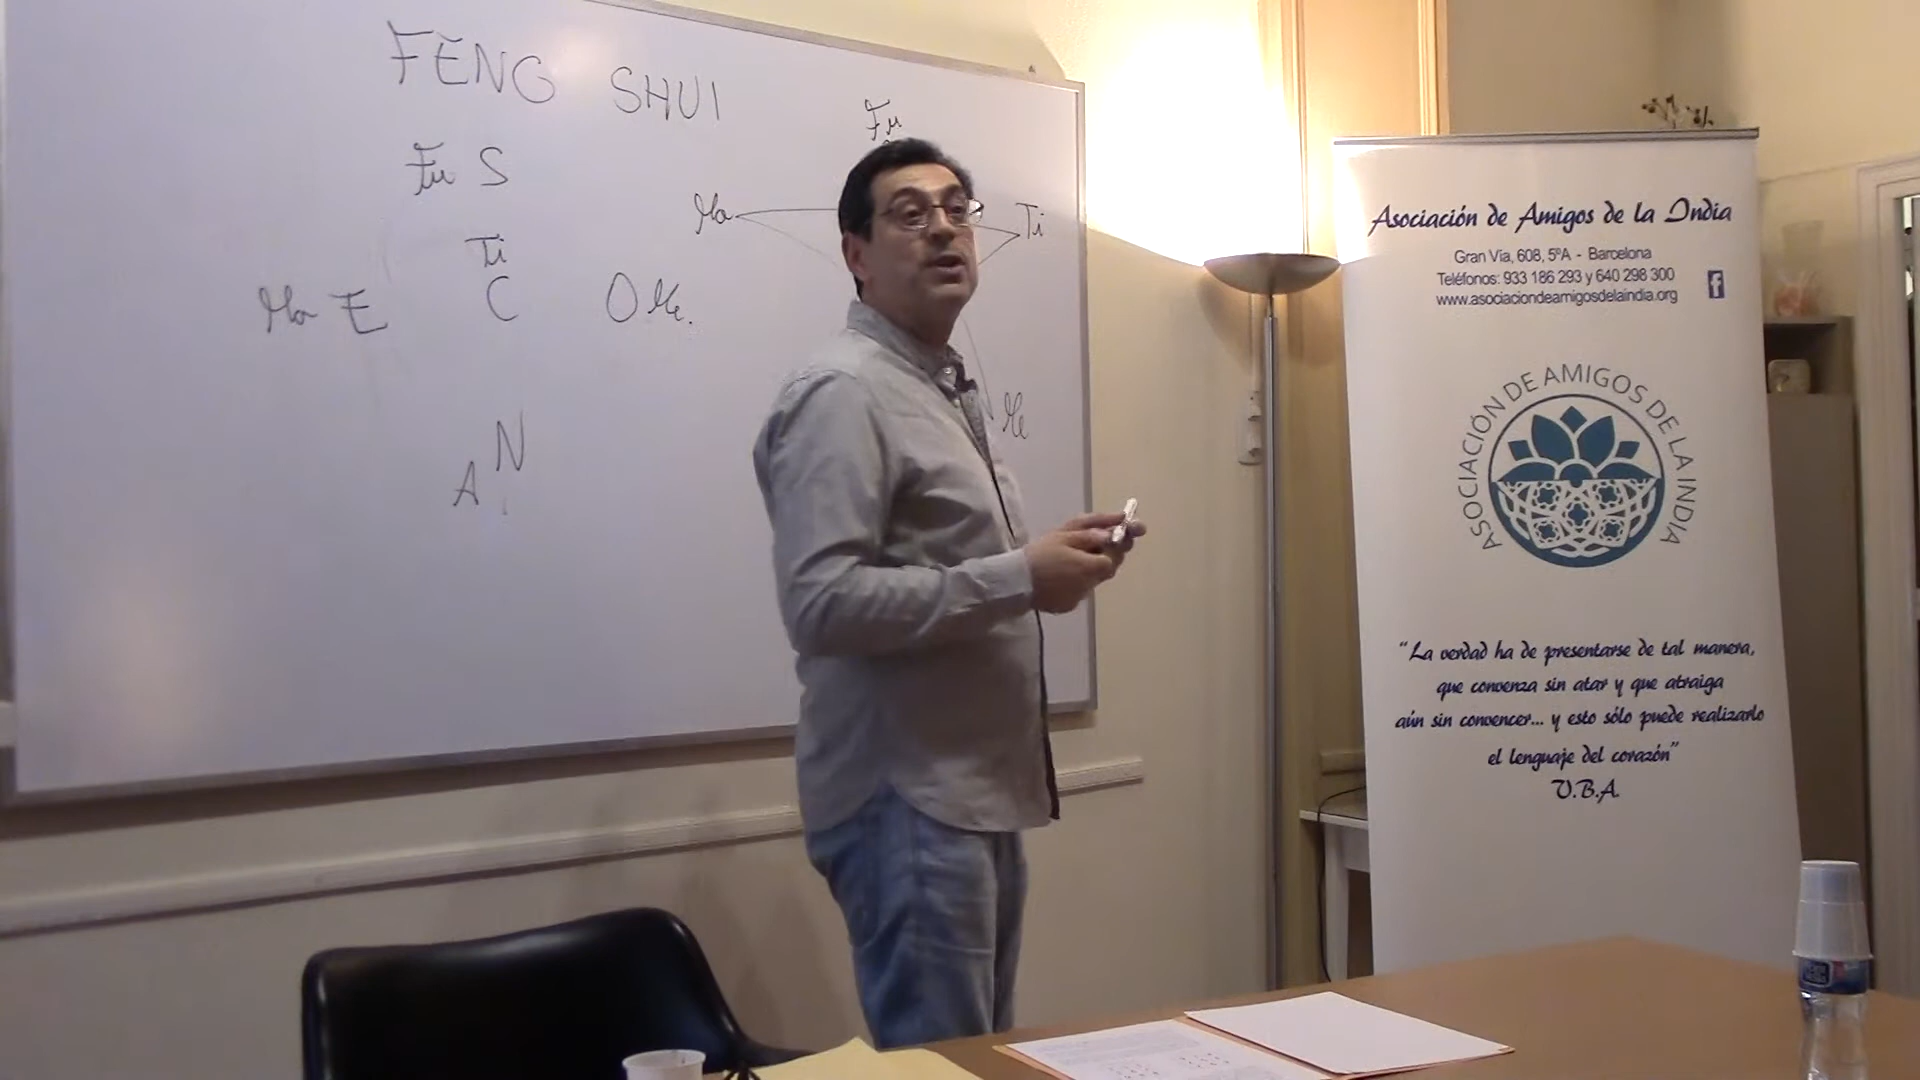 FENG SHUI
Fu S
Ti
Ma E C O Me.
N
A
Fu
Ma Ti
Me
Asociación de Amigos de la India
Gran Via, 608, 5ºA - Barcelona
Teléfonos: 933 186 293 y 640 298 300
www.asociaciondeamigosdelaindia.org
f
ASOCIACIÓN DE AMIGOS DE LA INDIA
"La verdad ha de presentarse de tal manera,
que convenza sin atar y que atraiga
aún sin convencer... y esto sólo puede realizarlo
el lenguaje del corazón"
V.B.A.